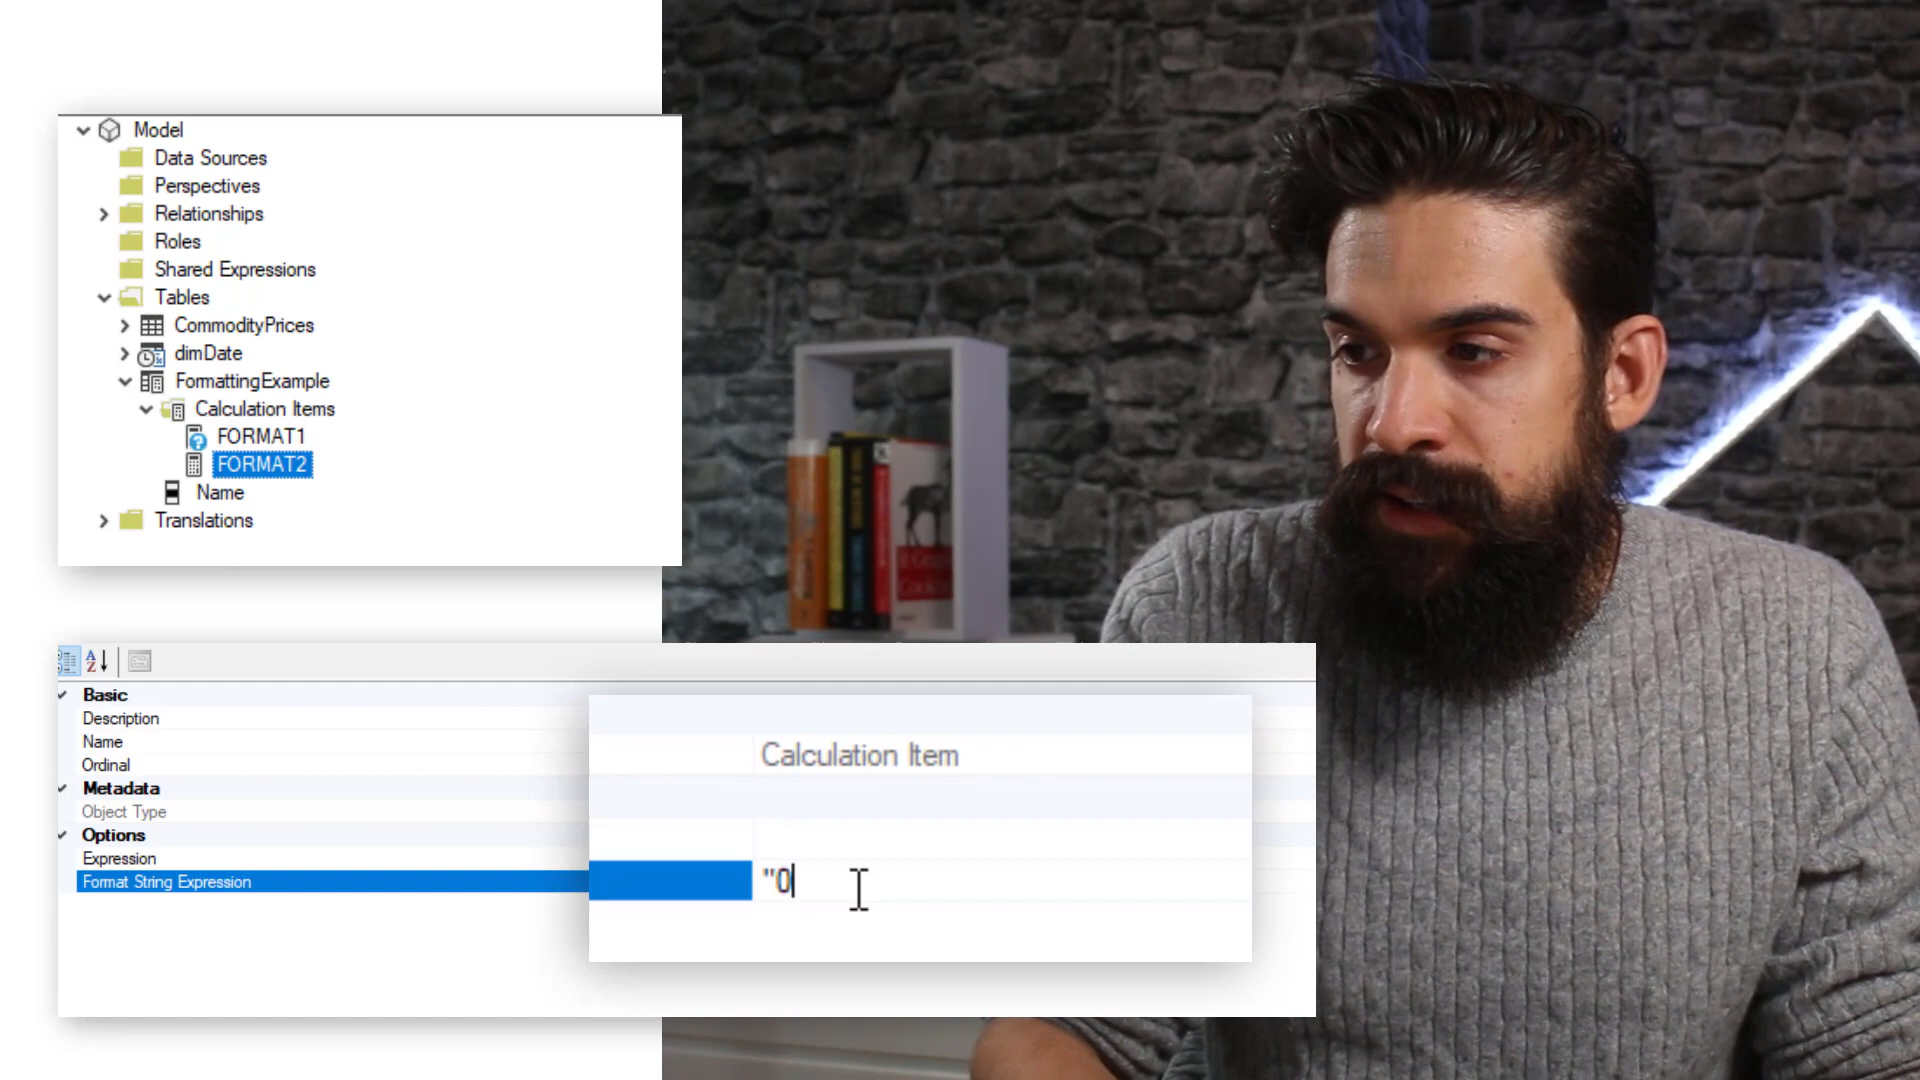 Model
Data Sources
Perspectives
Relationships
Roles
Shared Expressions
Tables
CommodityPrices
dimDate
FormattingExample
Calculation Items
FORMAT1
FORMAT2
Name
Translations
Basic
Description
Name
Ordinal
Metadata
Object Type
Options
Expression
Format String Expression
Calculation Item
"0